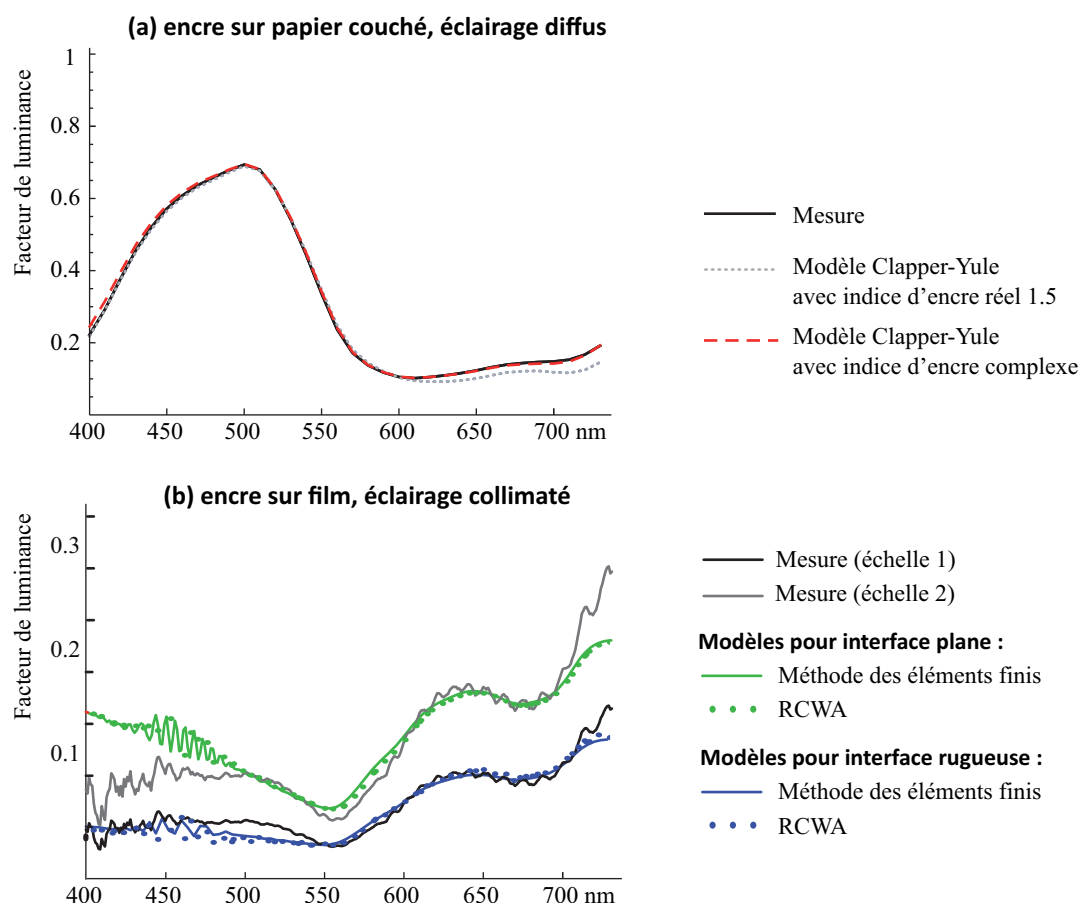 (a) encre sur papier couché, éclairage diffus
Facteur de luminance
1
0.8
0.6
0.4
0.2
400 450 500 550 600 650 700 nm
Mesure
Modèle Clapper-Yule
avec indice d'encre réel 1.5
Modèle Clapper-Yule
avec indice d'encre complexe
(b) encre sur film, éclairage collimaté
Facteur de luminance
0.3
0.2
0.1
400 450 500 550 600 650 700 nm
Mesure (échelle 1)
Mesure (échelle 2)
Modèles pour interface plane :
Méthode des éléments finis
RCWA
Modèles pour interface rugueuse :
Méthode des éléments finis
RCWA